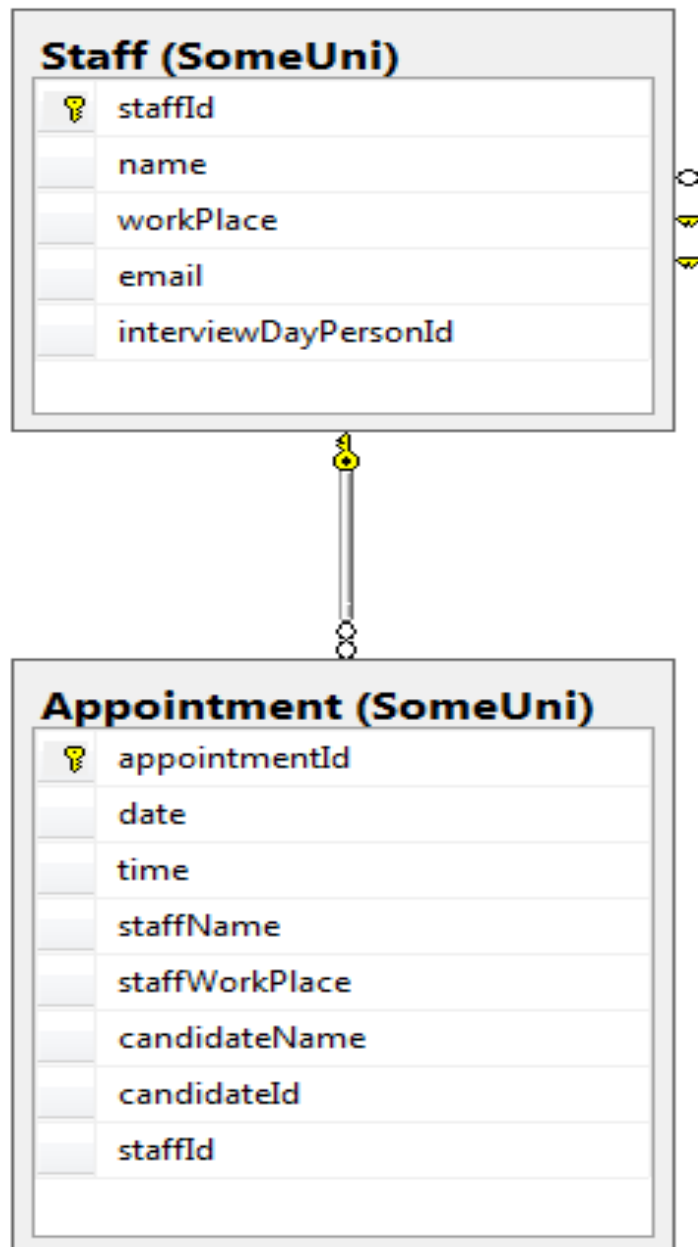 Staff (SomeUni)
staffId
name
workPlace
email
interviewDayPersonId
Appointment (SomeUni)
appointmentId
date
time
staffName
staffWorkPlace
candidateName
candidateId
staffId